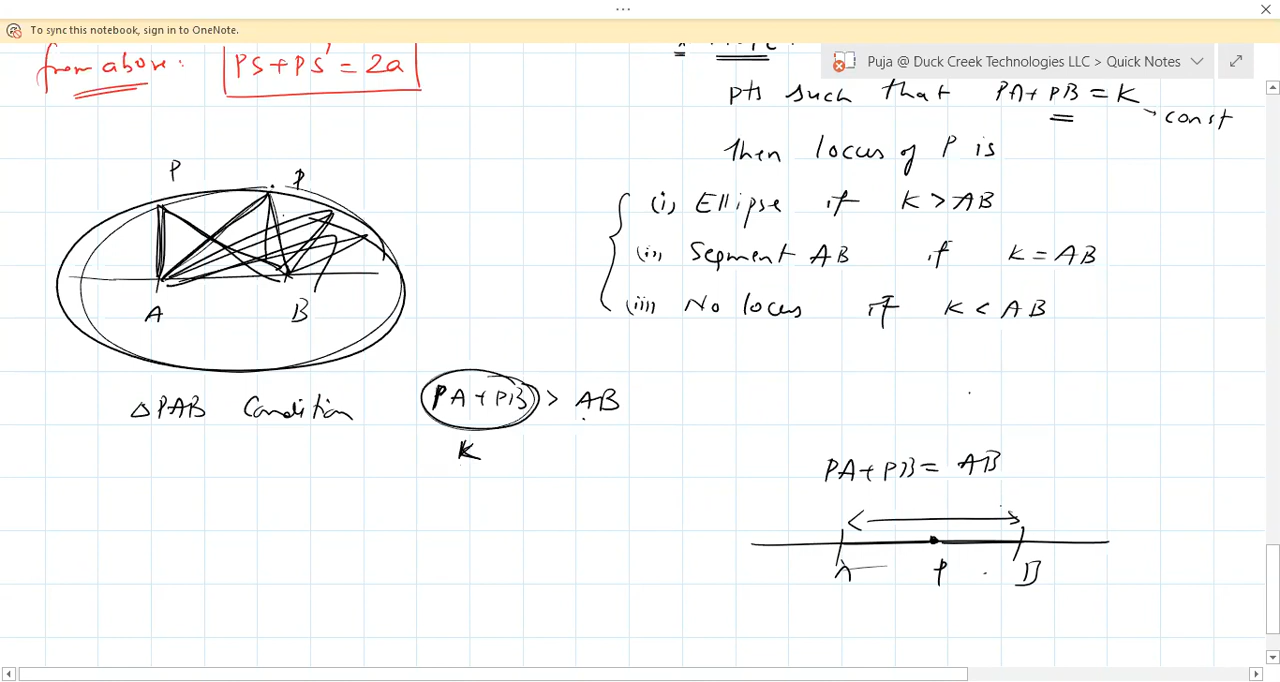 To sync this notebook, sign in to OneNote.
from above: PS + PS' = 2a
Puja @ Duck Creek Technologies LLC > Quick Notes
pts such that PA + PB = K → const
then locus of P is
(i) Ellipse if K > AB
(ii) Segment AB if K = AB
(iii) No locus if K < AB
P P
A B
△PAB Condition PA + PB > AB
K
PA + PB = AB
A P B